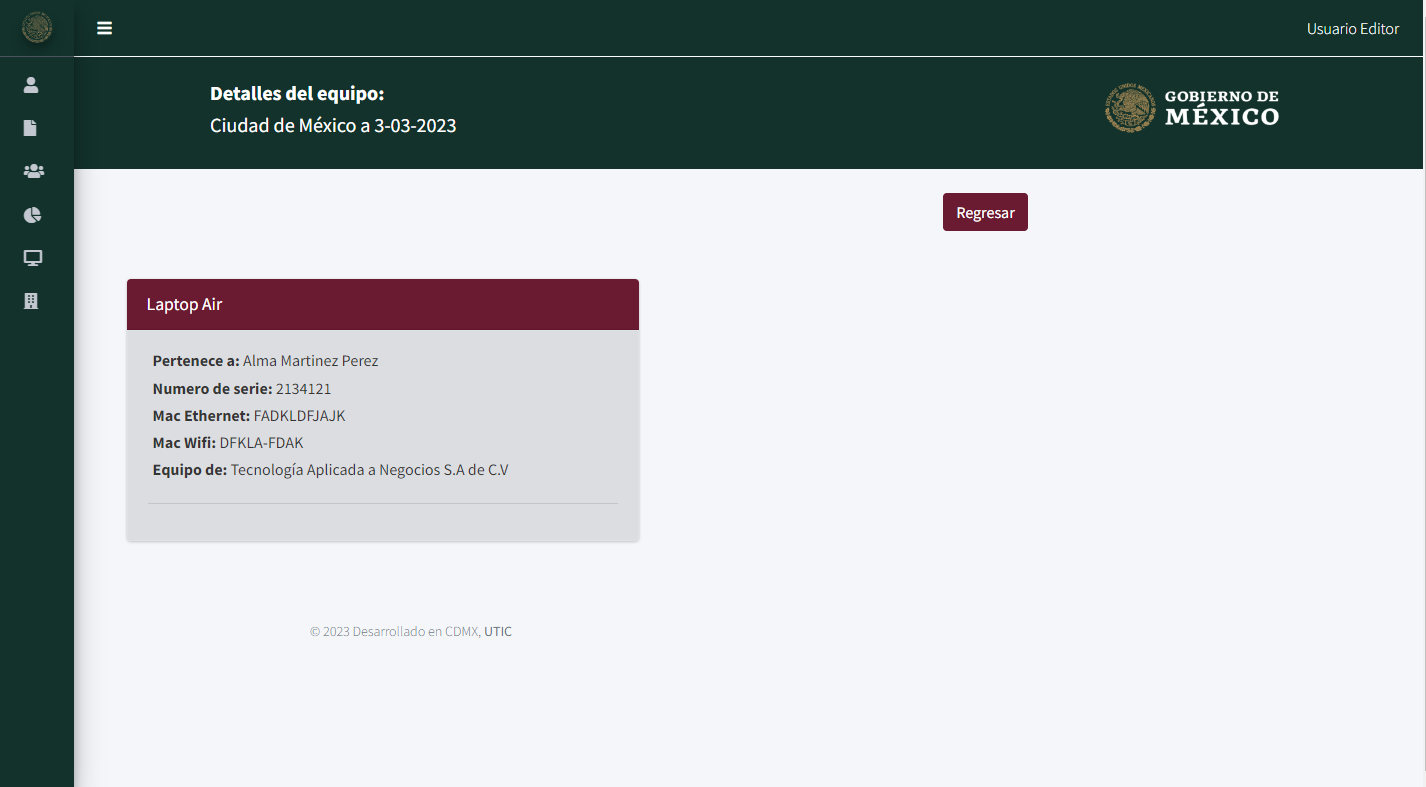 Usuario Editor
Detalles del equipo:
Ciudad de México a 3-03-2023
GOBIERNO DE
MÉXICO
Regresar
Laptop Air
Pertenece a: Alma Martinez Perez
Numero de serie: 2134121
Mac Ethernet: FADKLDFJAJK
Mac Wifi: DFKLA-FDAK
Equipo de: Tecnología Aplicada a Negocios S.A de C.V
© 2023 Desarrollado en CDMX, UTIC